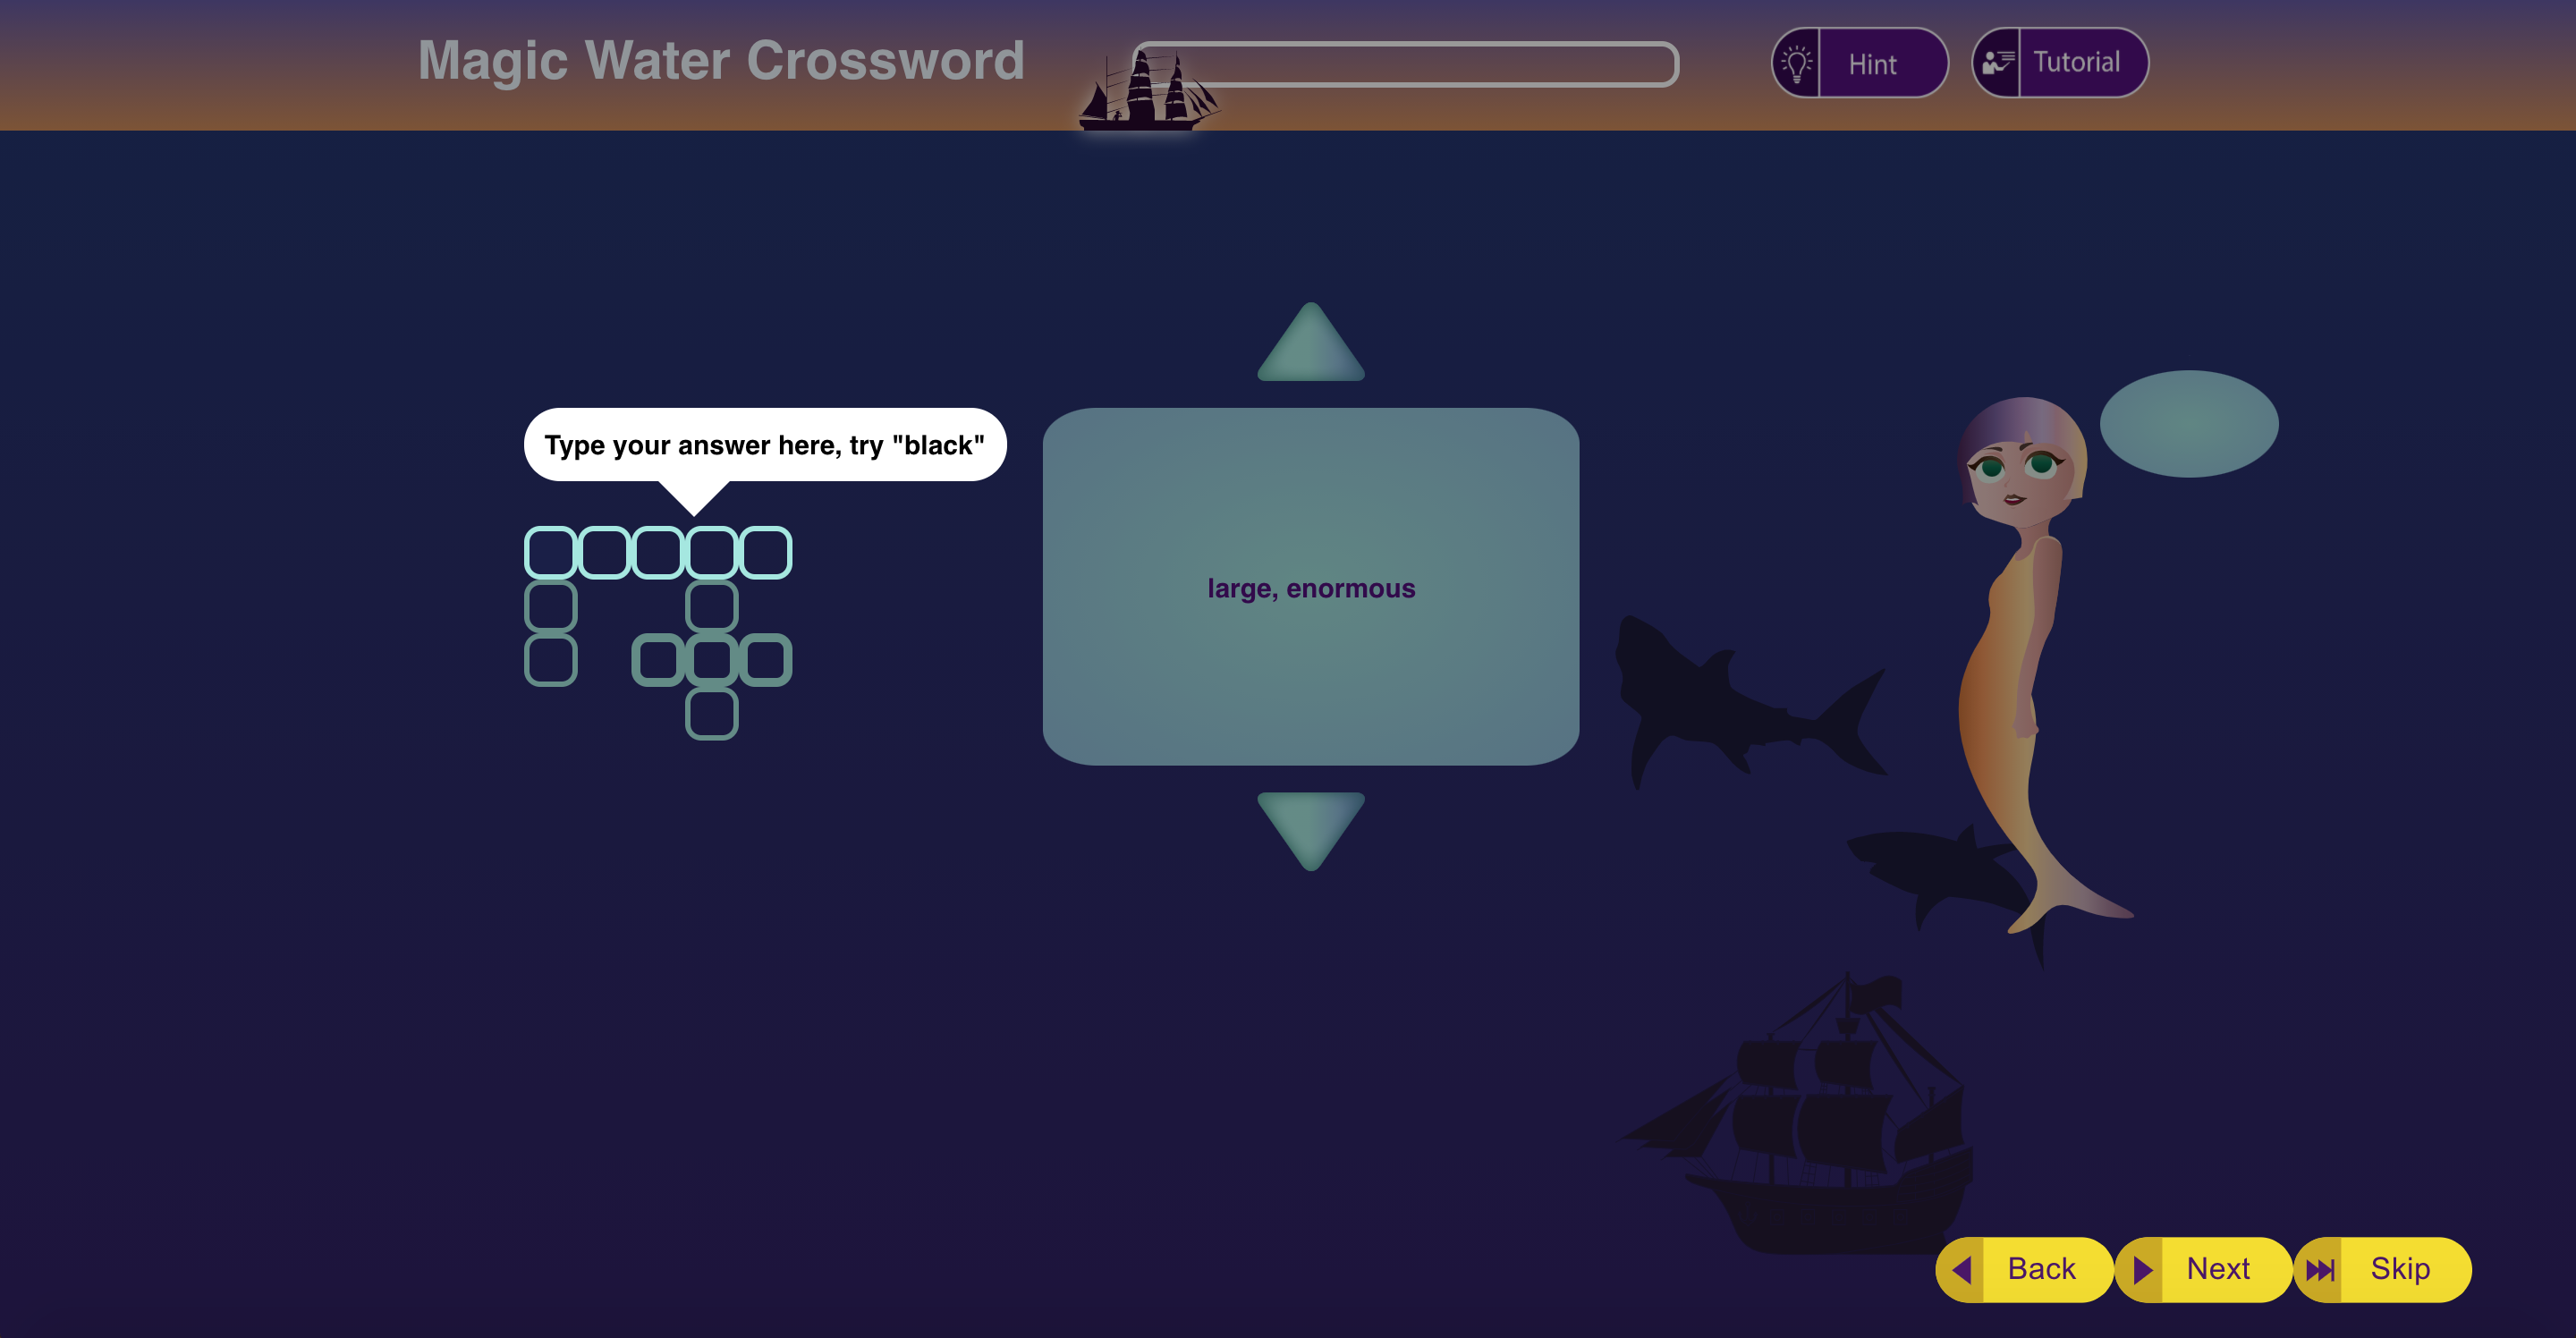 Magic Water Crossword
Hint
Tutorial
Type your answer here, try "black"
large, enormous
Back
Next
Skip